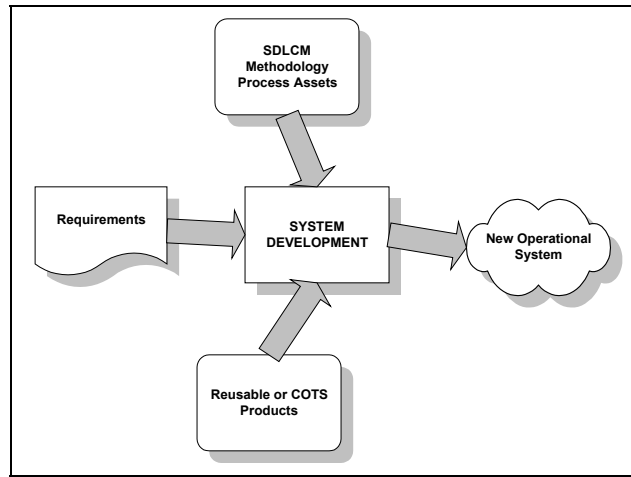 SDLCM
Methodology
Process Assets
Requirements
SYSTEM
DEVELOPMENT
New Operational
System
Reusable or COTS
Products